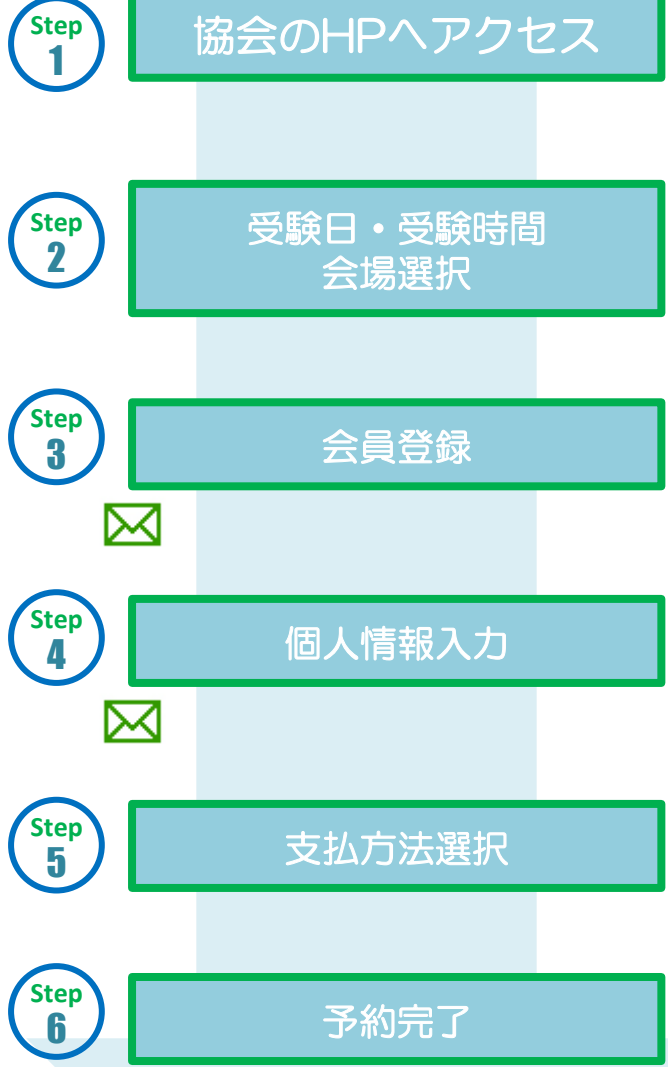 Step
1
協会のHPへアクセス
Step
2
受験日・受験時間
会場選択
Step
3
会員登録
Step
4
個人情報入力
Step
5
支払方法選択
Step
6
予約完了